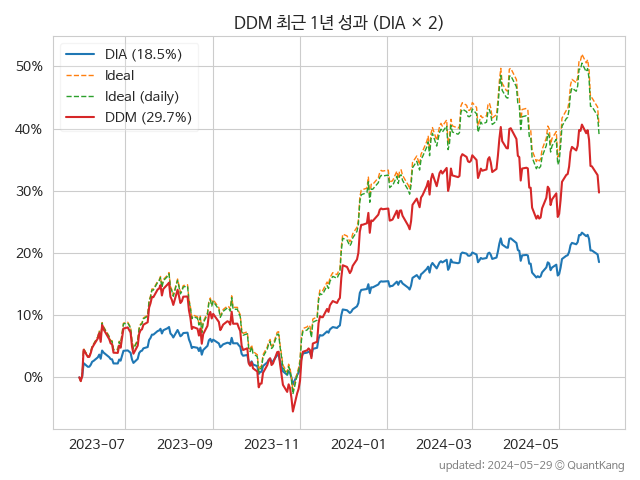 DDM 최근 1년 성과 (DIA × 2)
DIA (18.5%)
Ideal
Ideal (daily)
DDM (29.7%)
50%
40%
30%
20%
10%
0%
2023-07 2023-09 2023-11 2024-01 2024-03 2024-05
updated: 2024-05-29 © QuantKang